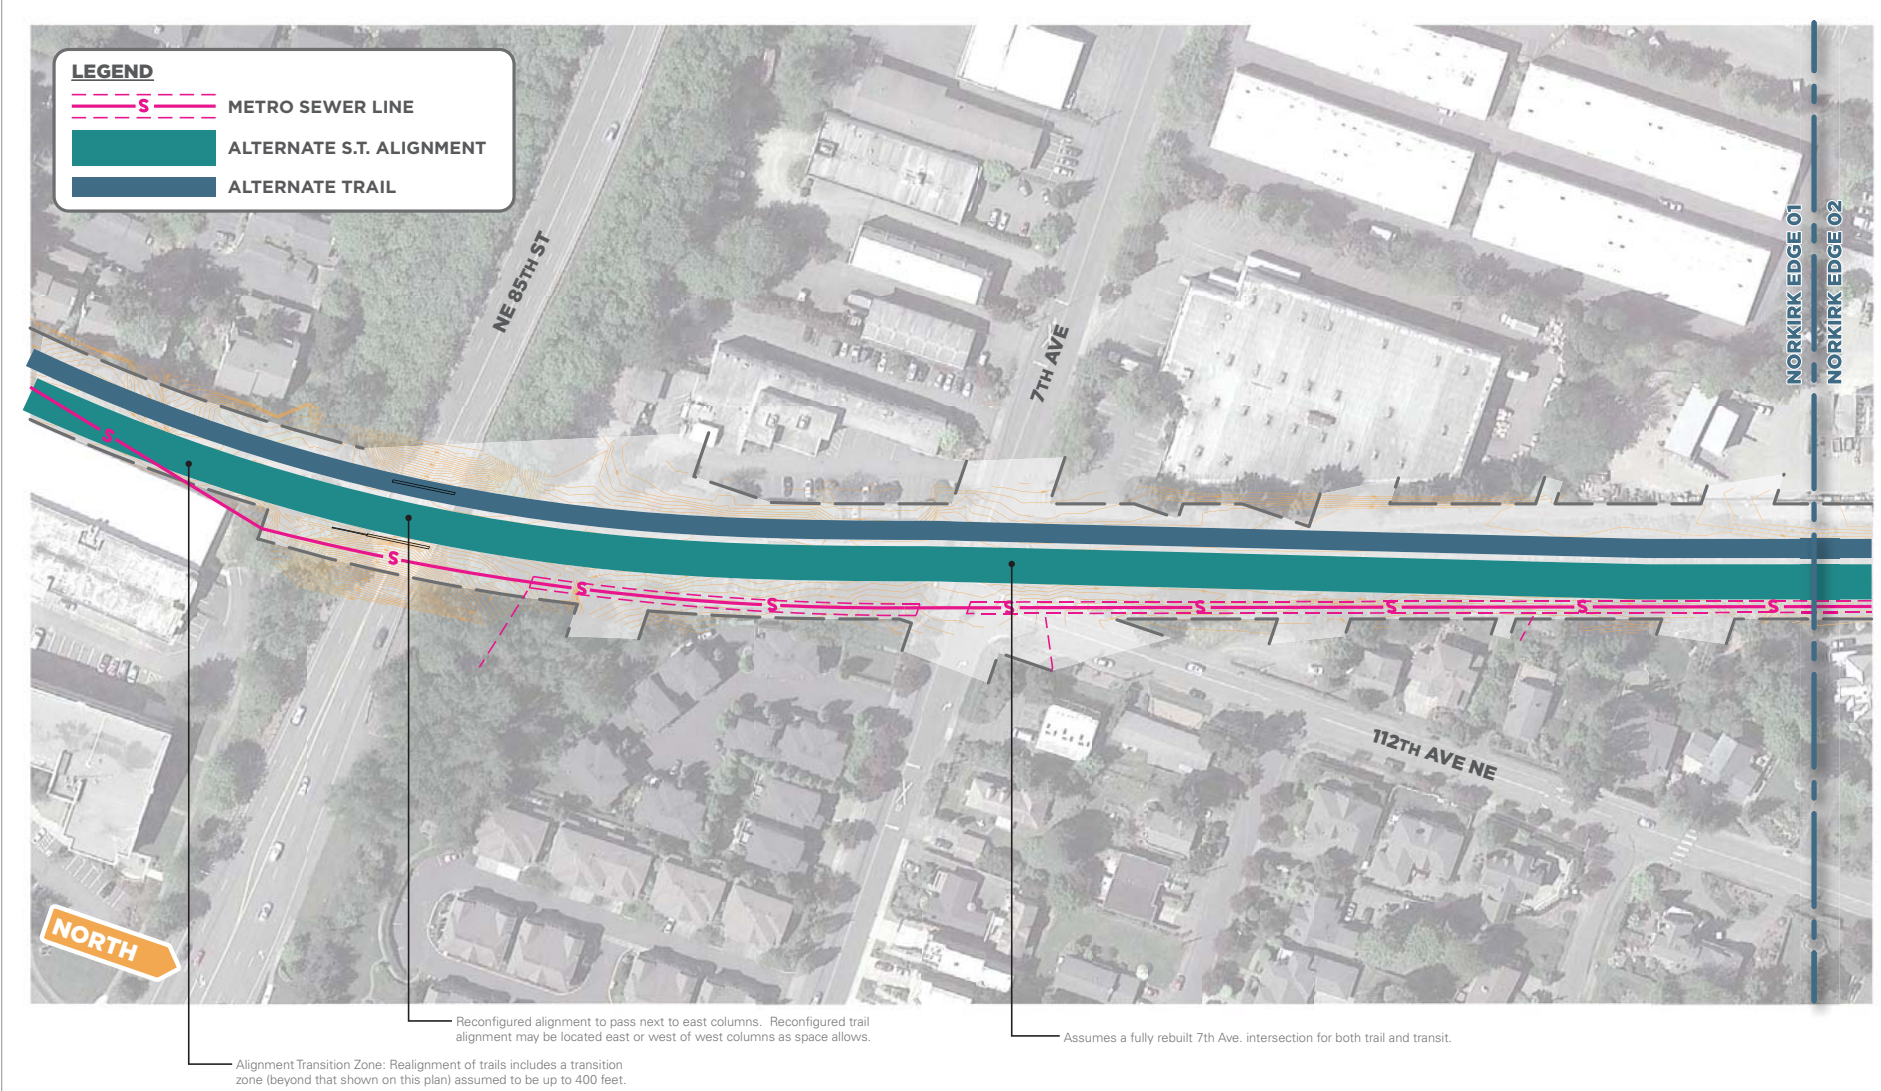 LEGEND
S METRO SEWER LINE
ALTERNATE S.T. ALIGNMENT
ALTERNATE TRAIL
NE 85TH ST
7TH AVE
NORKIRK EDGE 01
NORKIRK EDGE 02
S
S
S
S
S
S
S
S
S
112TH AVE NE
NORTH
Reconfigured alignment to pass next to east columns. Reconfigured trail
alignment may be located east or west of west columns as space allows.
Assumes a fully rebuilt 7th Ave. intersection for both trail and transit.
Alignment Transition Zone: Realignment of trails includes a transition
zone (beyond that shown on this plan) assumed to be up to 400 feet.